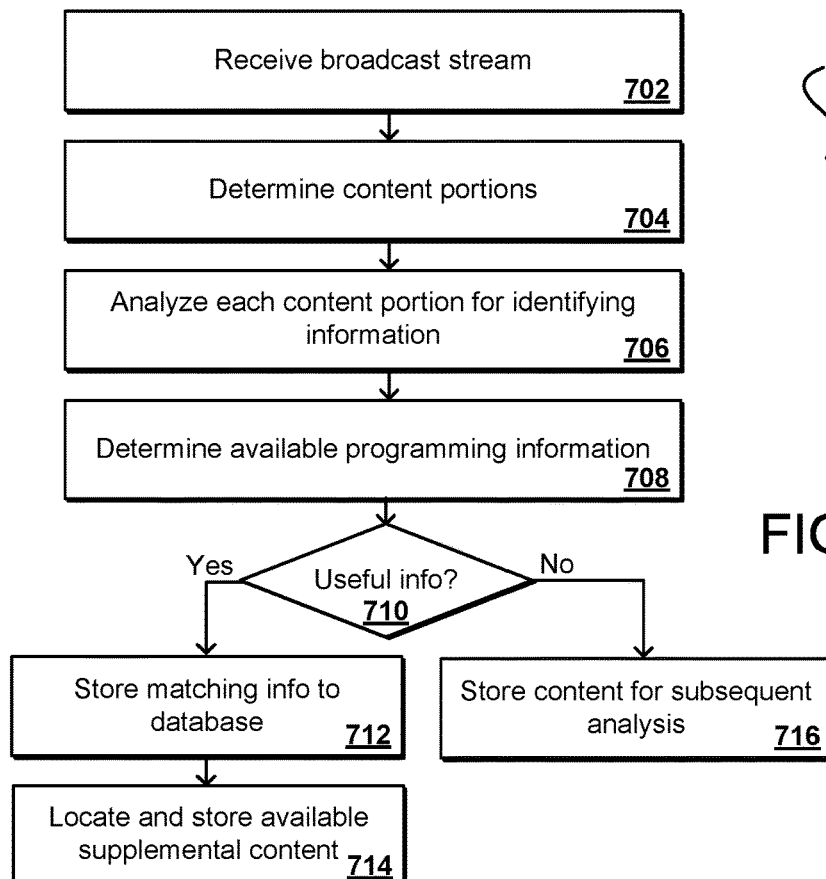 Receive broadcast stream
702
Determine content portions
704
Analyze each content portion for identifying
information
706
Determine available programming information
708
Yes
Useful info?
No
710
FIG
Store matching info to
database
712
Store content for subsequent
analysis
716
Locate and store available
supplemental content
714